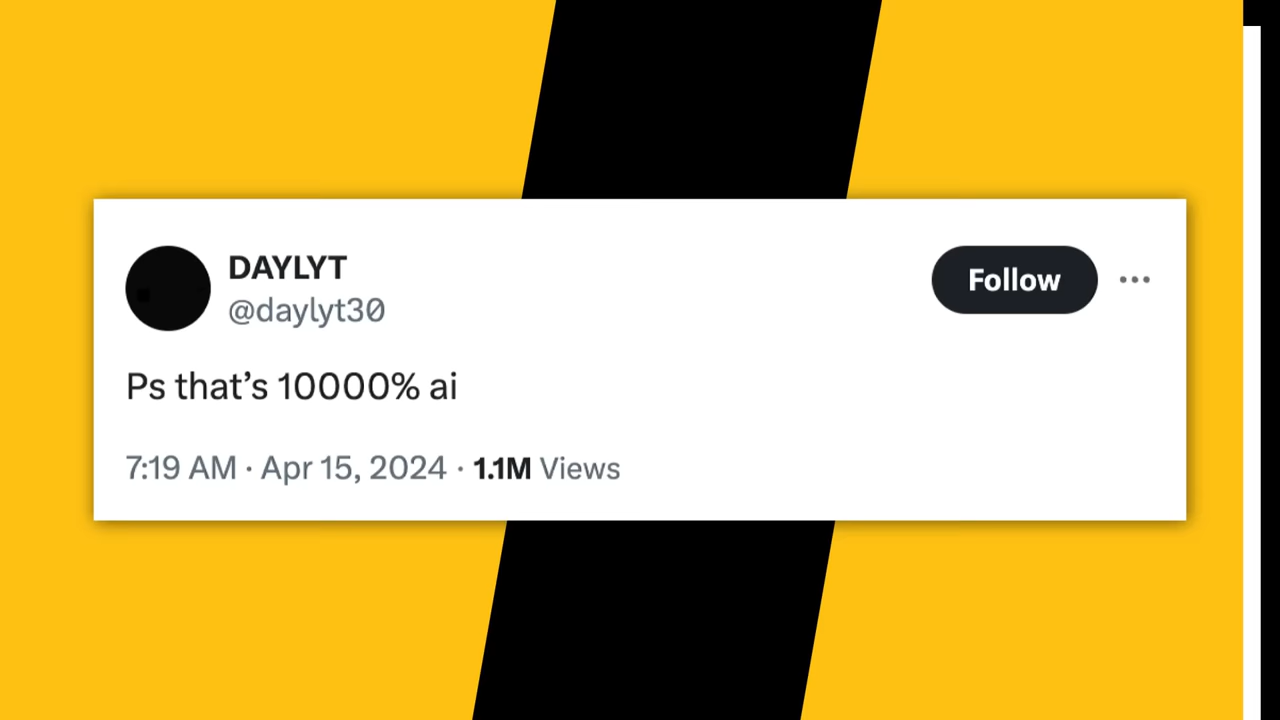 DAYLYT
@daylyt30
Follow
Ps that’s 10000% ai
7:19 AM · Apr 15, 2024 · 1.1M Views